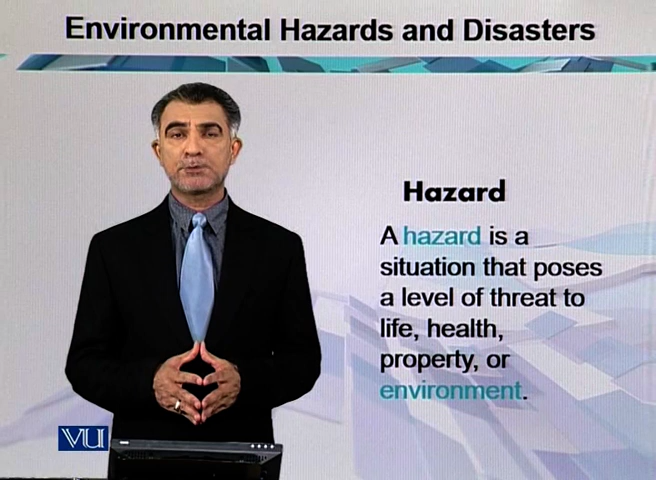 Environmental Hazards and Disasters
Hazard
A hazard is a
situation that poses
a level of threat to
life, health,
property, or
environment.
VU